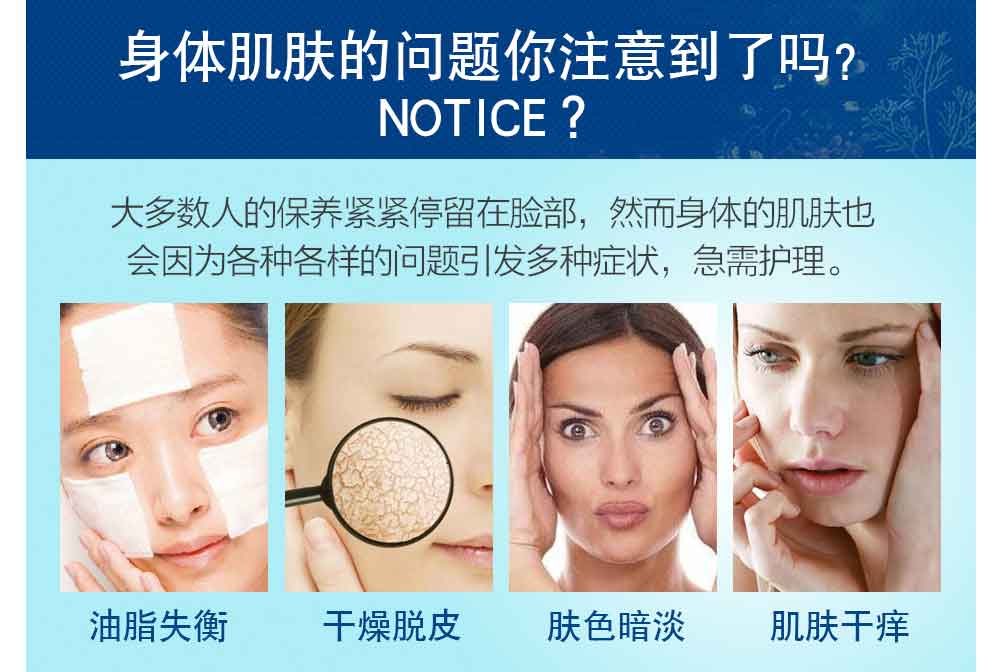 身体肌肤的问题你注意到了吗?
NOTICE?
大多数人的保养紧紧停留在脸部，然而身体的肌肤也
会因为各种各样的问题引发多种症状，急需护理。
油脂失衡
干燥脱皮
肤色暗淡
肌肤干痒